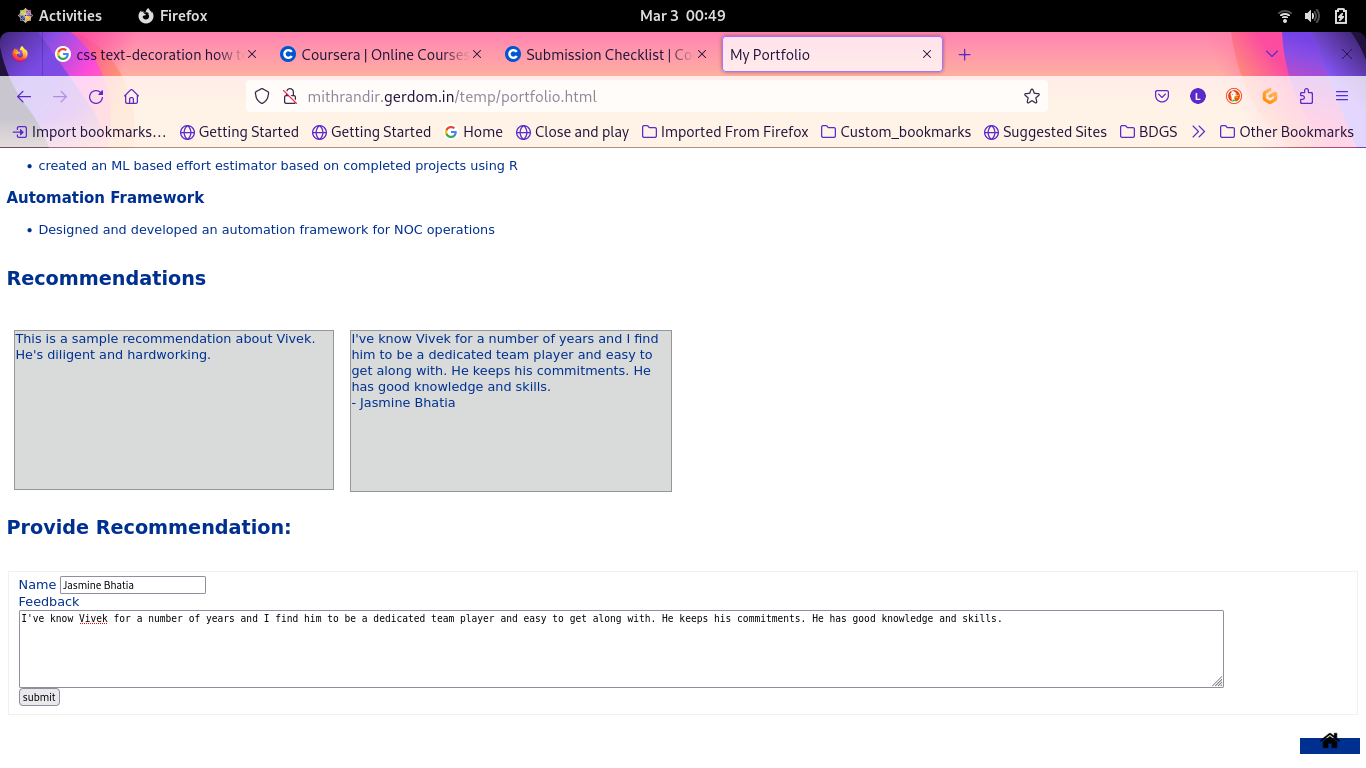 Activities Firefox Mar 3 00:49
css text-decoration how t Coursera | Online Courses Submission Checklist | Co My Portfolio
mithrandir.gerdom.in/temp/portfolio.html L
Import bookmarks... Getting Started Getting Started Home Close and play Imported From Firefox Custom_bookmarks Suggested Sites BDGS Other Bookmarks
• created an ML based effort estimator based on completed projects using R
Automation Framework
• Designed and developed an automation framework for NOC operations
Recommendations
This is a sample recommendation about Vivek.
He's diligent and hardworking.
I've know Vivek for a number of years and I find
him to be a dedicated team player and easy to
get along with. He keeps his commitments. He
has good knowledge and skills.
- Jasmine Bhatia
Provide Recommendation:
Name Jasmine Bhatia
Feedback
I've know Vivek for a number of years and I find him to be a dedicated team player and easy to get along with. He keeps his commitments. He has good knowledge and skills.
submit